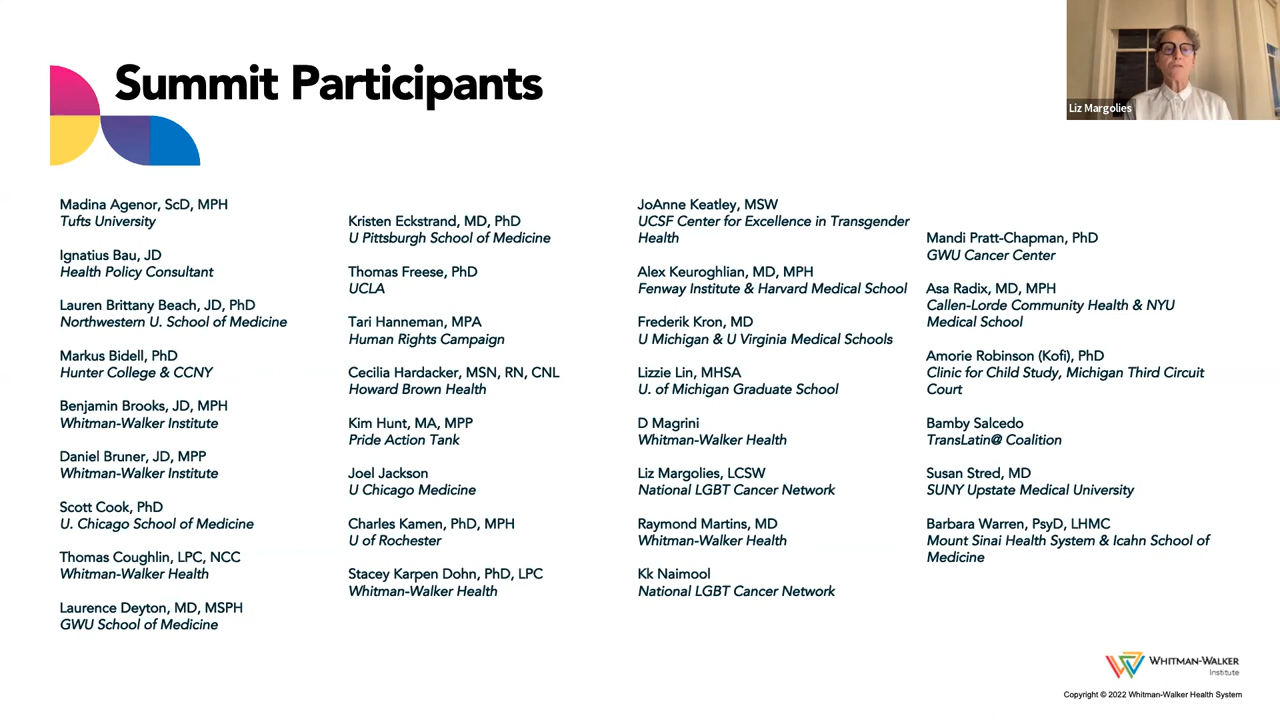 Summit Participants
Liz Margolies
Madina Agenor, ScD, MPH
Tufts University
Ignatius Bau, JD
Health Policy Consultant
Lauren Brittany Beach, JD, PhD
Northwestern U. School of Medicine
Markus Bidell, PhD
Hunter College & CCNY
Benjamin Brooks, JD, MPH
Whitman-Walker Institute
Daniel Bruner, JD, MPP
Whitman-Walker Institute
Scott Cook, PhD
U. Chicago School of Medicine
Thomas Coughlin, LPC, NCC
Whitman-Walker Health
Laurence Deyton, MD, MSPH
GWU School of Medicine
Kristen Eckstrand, MD, PhD
U Pittsburgh School of Medicine
Thomas Freese, PhD
UCLA
Tari Hanneman, MPA
Human Rights Campaign
Cecilia Hardacker, MSN, RN, CNL
Howard Brown Health
Kim Hunt, MA, MPP
Pride Action Tank
Joel Jackson
U Chicago Medicine
Charles Kamen, PhD, MPH
U of Rochester
Stacey Karpen Dohn, PhD, LPC
Whitman-Walker Health
JoAnne Keatley, MSW
UCSF Center for Excellence in Transgender
Health
Alex Keuroghlian, MD, MPH
Fenway Institute & Harvard Medical School
Frederik Kron, MD
U Michigan & U Virginia Medical Schools
Lizzie Lin, MHSA
U. of Michigan Graduate School
D Magrini
Whitman-Walker Health
Liz Margolies, LCSW
National LGBT Cancer Network
Raymond Martins, MD
Whitman-Walker Health
Kk Naimool
National LGBT Cancer Network
Mandi Pratt-Chapman, PhD
GWU Cancer Center
Asa Radix, MD, MPH
Callen-Lorde Community Health & NYU
Medical School
Amorie Robinson (Kofi), PhD
Clinic for Child Study, Michigan Third Circuit
Court
Bamby Salcedo
TransLatin@ Coalition
Susan Stred, MD
SUNY Upstate Medical University
Barbara Warren, PsyD, LHMC
Mount Sinai Health System & Icahn School of
Medicine
WHITMAN-WALKER
Institute
Copyright © 2022 Whitman-Walker Health System